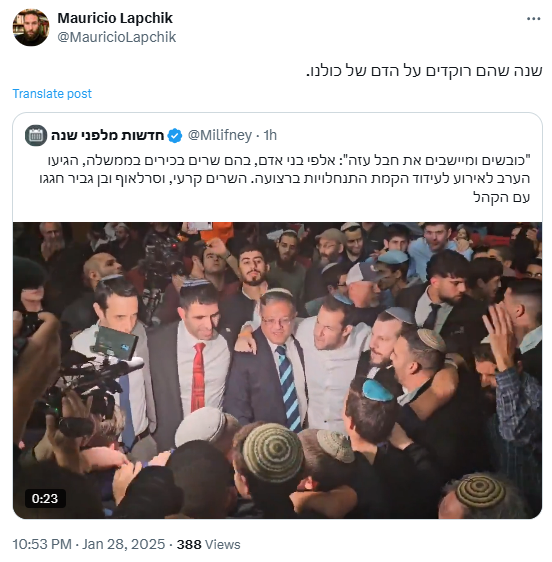 Mauricio Lapchik
@MauricioLapchik
שנה שהם רוקדים על הדם של כולנו.
Translate post
חדשות מלפני שנה @Milifney · 1h
"כובשים ומיישבים את חבל עזה": אלפי בני אדם, בהם שרים בכירים בממשלה, הגיעו
הערב לאירוע לעידוד הקמת התנחלויות ברצועה. השרים קרעי, וסרלאוף ובן גביר חגגו
עם הקהל
0:23
10:53 PM · Jan 28, 2025 · 388 Views